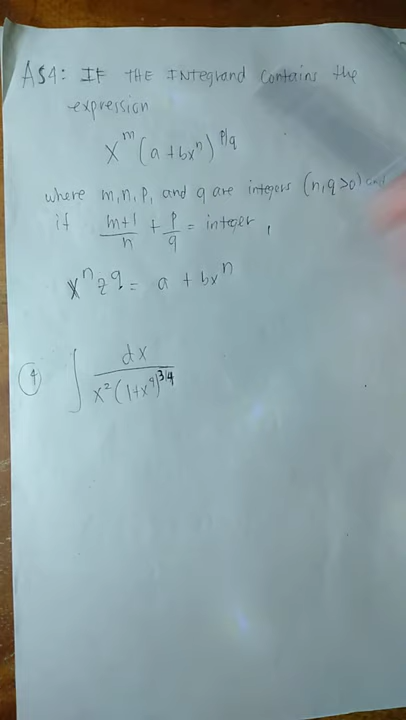 AS4: IF THE INtegrand Contains the
expression
x^m (a + bx^n)^p/q
where m, n, p, and q are integers (n, q > 0) and
if (m+1)/n + p/q = integer,
x^n z^q = a + bx^n
④ ∫ dx / x^2 (1+x^4)^3/4